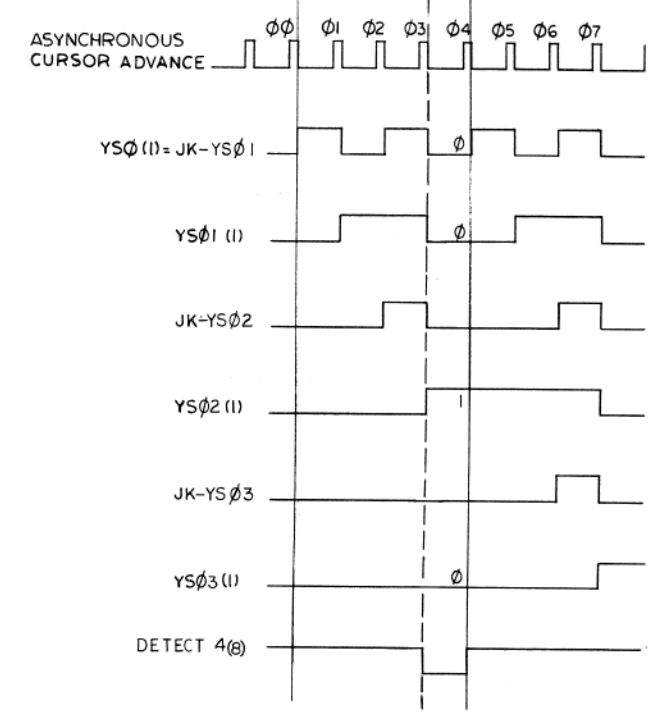 ØØ Ø1 Ø2 Ø3 Ø4 Ø5 Ø6 Ø7
ASYNCHRONOUS
CURSOR ADVANCE
YSØ(1)= JK-YSØ1
Ø
YSØ1 (1)
Ø
JK-YSØ2
YSØ2(1)
1
JK-YSØ3
YSØ3(1)
Ø
DETECT 4(8)